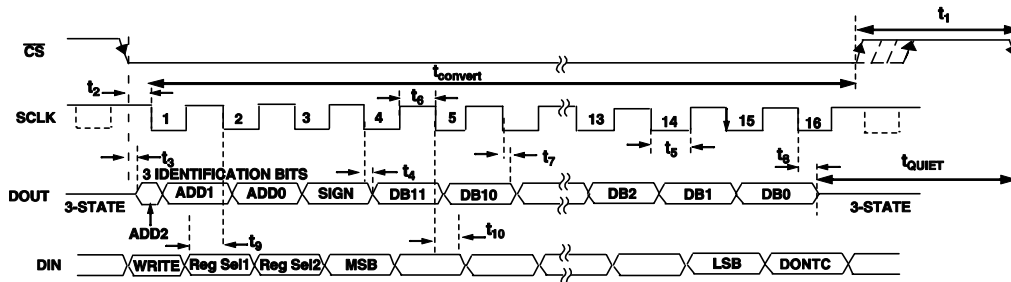 t1
CS
tconvert
t2
t6
SCLK
1 2 3 4 5 13 14 15 16
t3
t5
t8
t7
3 IDENTIFICATION BITS
t4
tQUIET
DOUT
ADD1 ADD0 SIGN DB11 DB10 DB2 DB1 DB0
3-STATE
3-STATE
ADD2
t9
t10
DIN
WRITE Reg Sel1 Reg Sel2 MSB LSB DONTC